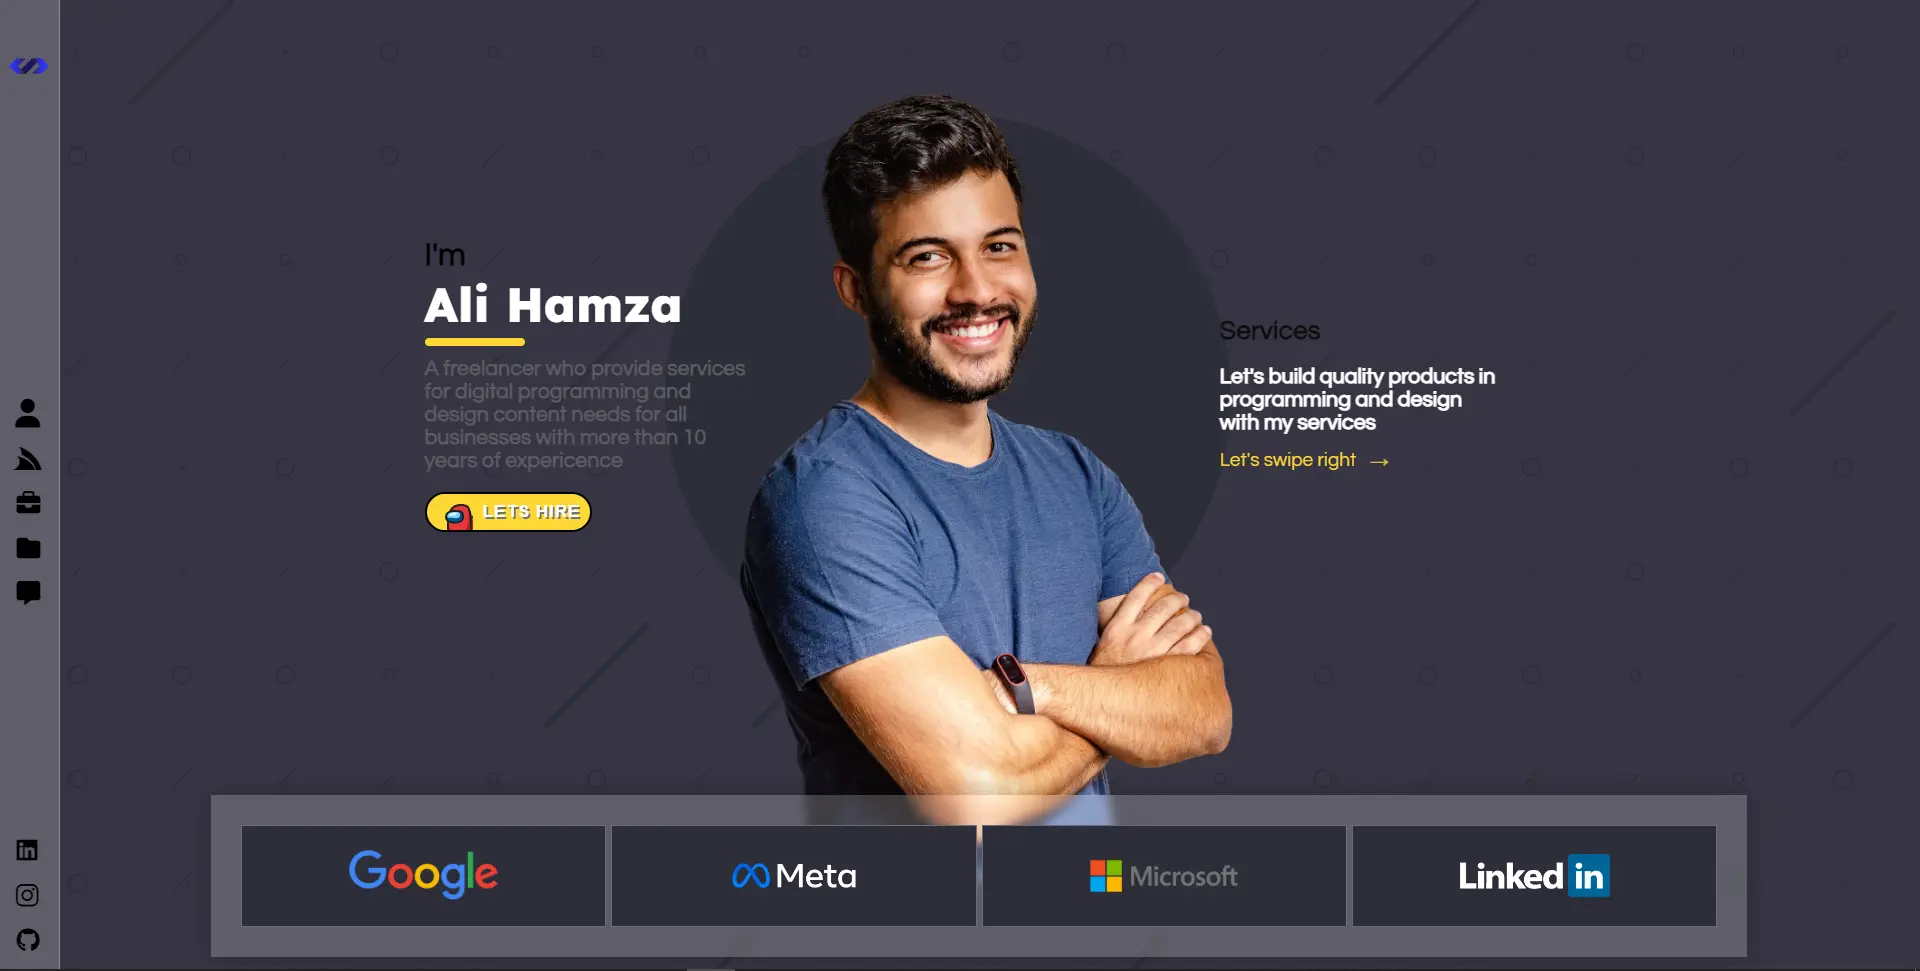 I'm
Ali Hamza
A freelancer who provide services
for digital programming and
design content needs for all
businesses with more than 10
years of expericence
LETS HIRE
Services
Let's build quality products in
programming and design
with my services
Let's swipe right →
Google
Meta
Microsoft
Linked in
in